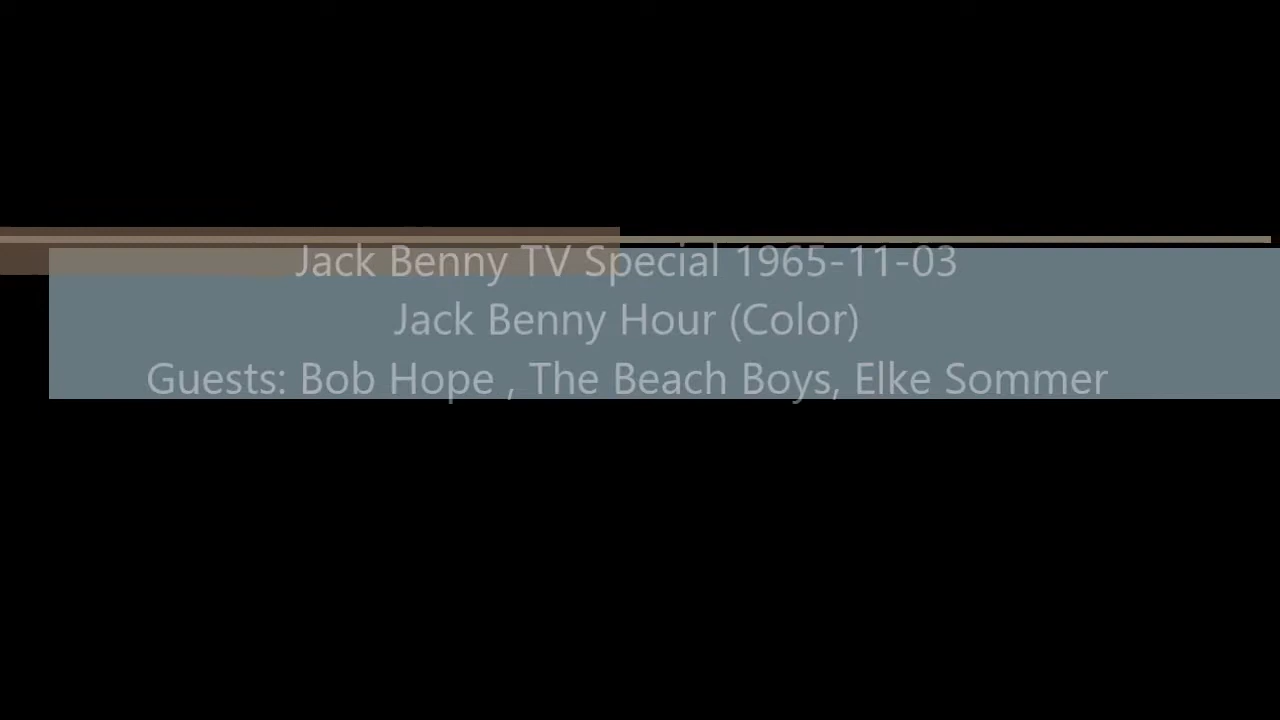 Jack Benny TV Special 1965-11-03
Jack Benny Hour (Color)
Guests: Bob Hope , The Beach Boys, Elke Sommer